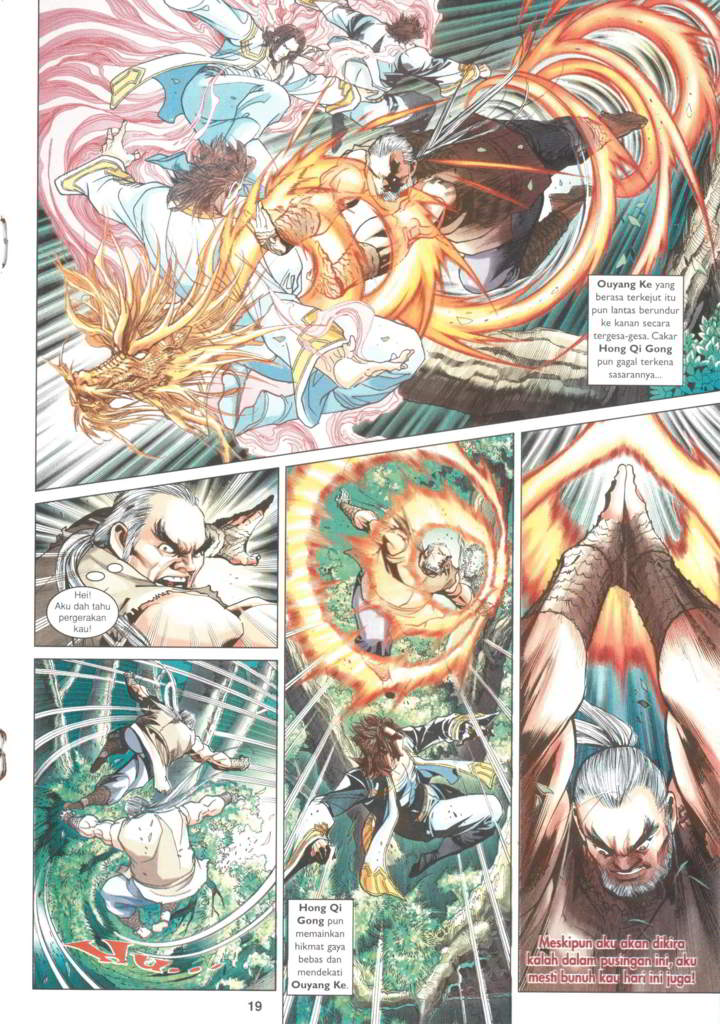 Ouyang Ke yang
berasa terkejut itu
pun lantas berundur
ke kanan secara
tergesa-gesa. Cakar
Hong Qi Gong
pun gagal terkena
sasarannya...
Hei!
Aku dah tahu
pergerakan
kau!
Hu...
Hong Qi
Gong pun
memainkan
hikmat gaya
bebas dan
mendekati
Ouyang Ke.
Meskipun aku akan dikira
kalah dalam pusingan ini, aku
mesti bunuh kau hari ini juga!
19